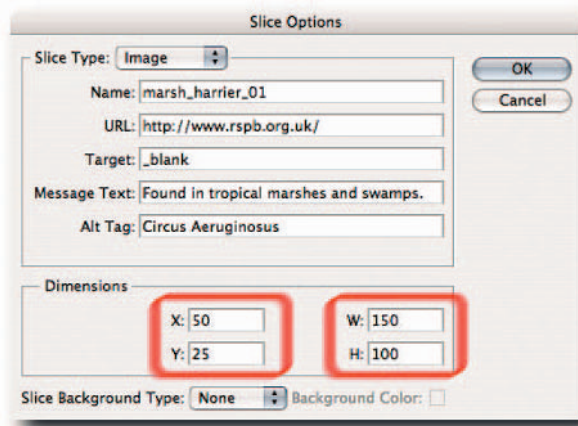 Slice Options
Slice Type: Image
OK
Name: marsh_harrier_01
Cancel
URL: http://www.rspb.org.uk/
Target: _blank
Message Text: Found in tropical marshes and swamps.
Alt Tag: Circus Aeruginosus
Dimensions
X: 50 W: 150
Y: 25 H: 100
Slice Background Type: None Background Color: